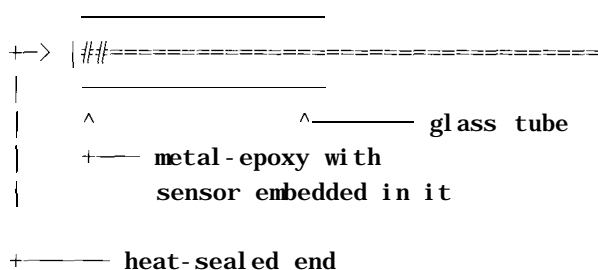 +-> |##===================================
^ ^———— glass tube
+—— metal-epoxy with
sensor embedded in it
+———— heat-sealed end